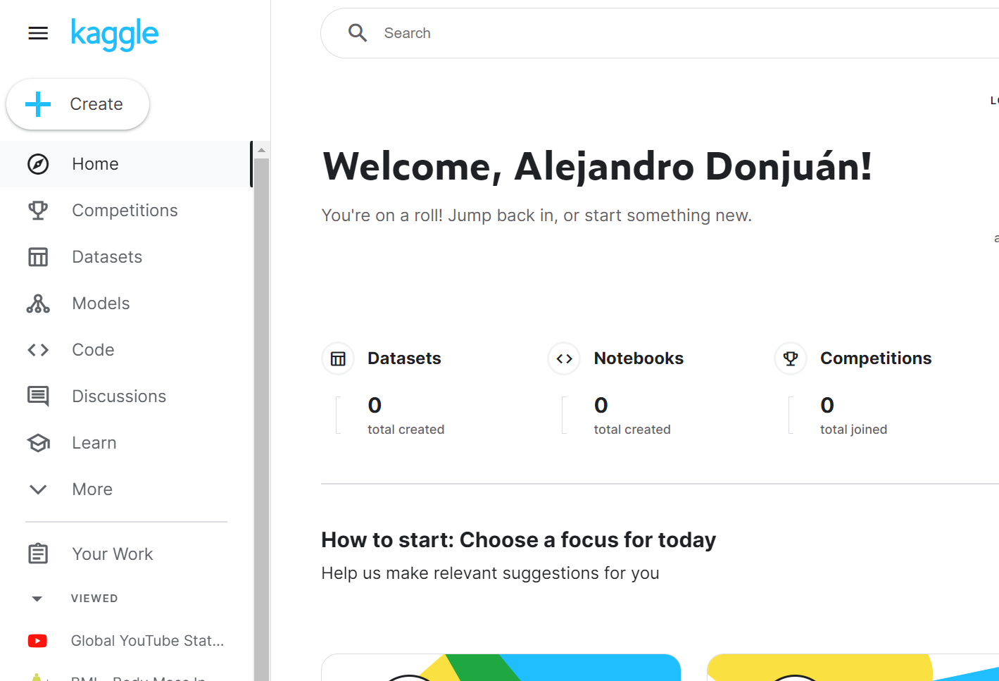 kaggle
Search
Create
Home
Competitions
Datasets
Models
Code
Discussions
Learn
More
Your Work
VIEWED
Global YouTube Stat...
Welcome, Alejandro Donjuán!
You're on a roll! Jump back in, or start something new.
Datasets
0
total created
Notebooks
0
total created
Competitions
0
total joined
How to start: Choose a focus for today
Help us make relevant suggestions for you